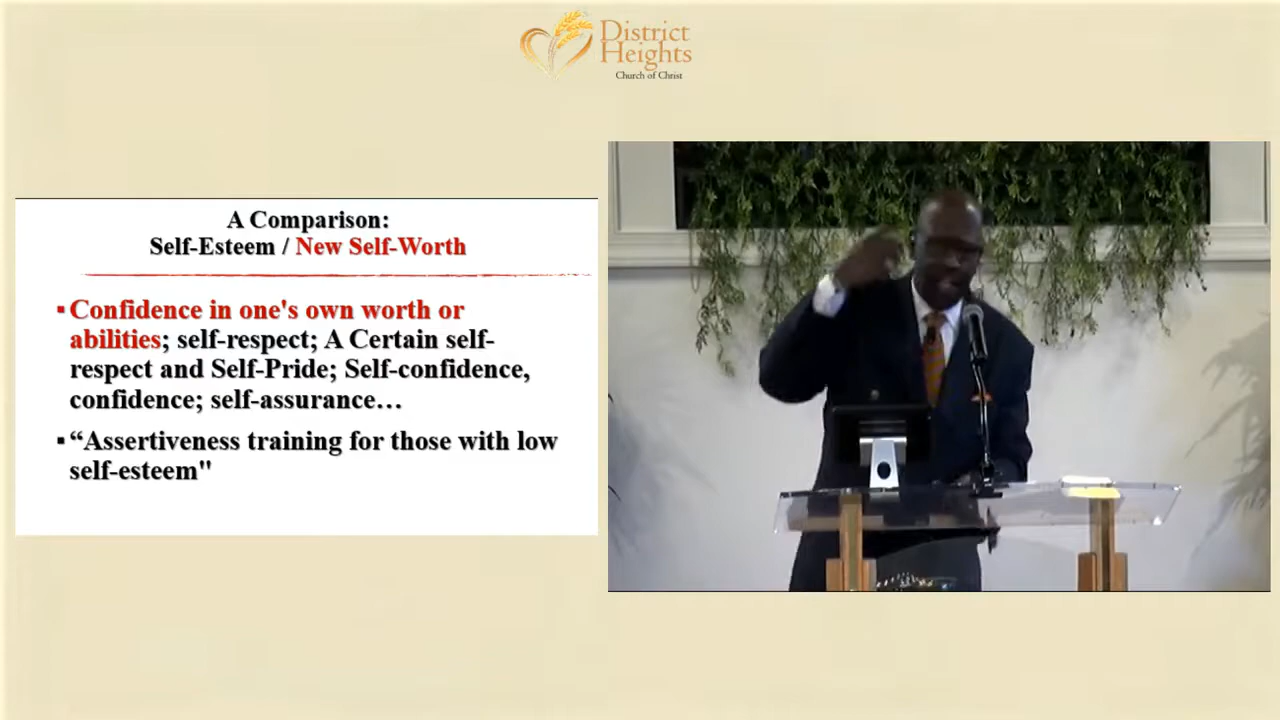 District
Heights
Church of Christ
A Comparison:
Self-Esteem / New Self-Worth
▪Confidence in one's own worth or
abilities; self-respect; A Certain self-
respect and Self-Pride; Self-confidence,
confidence; self-assurance…
▪“Assertiveness training for those with low
self-esteem"